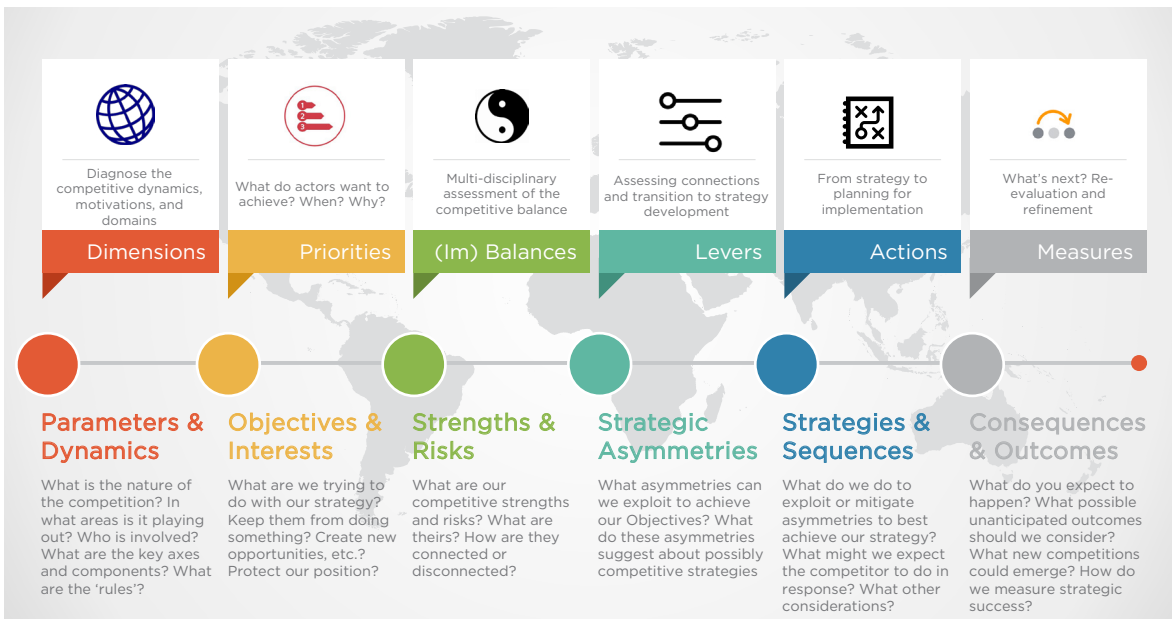 1
2
3
Diagnose the
competitive dynamics,
motivations, and
domains
Dimensions
What do actors want to
achieve? When? Why?
Priorities
Multi-disciplinary
assessment of the
competitive balance
(Im) Balances
Assessing connections
and transition to strategy
development
Levers
From strategy to
planning for
implementation
Actions
What's next? Re-
evaluation and
refinement
Measures
Parameters &
Dynamics
What is the nature of
the competition? In
what areas is it playing
out? Who is involved?
What are the key axes
and components? What
are the 'rules'?
Objectives &
Interests
What are we trying to
do with our strategy?
Keep them from doing
something? Create new
opportunities, etc.?
Protect our position?
Strengths &
Risks
What are our
competitive strengths
and risks? What are
theirs? How are they
connected or
disconnected?
Strategic
Asymmetries
What asymmetries can
we exploit to achieve
our Objectives? What
do these asymmetries
suggest about possibly
competitive strategies
Strategies &
Sequences
What do we do to
exploit or mitigate
asymmetries to best
achieve our strategy?
What might we expect
the competitor to do in
response? What other
considerations?
Consequences
& Outcomes
What do you expect to
happen? What possible
unanticipated outcomes
should we consider?
What new competitions
could emerge? How do
we measure strategic
success?